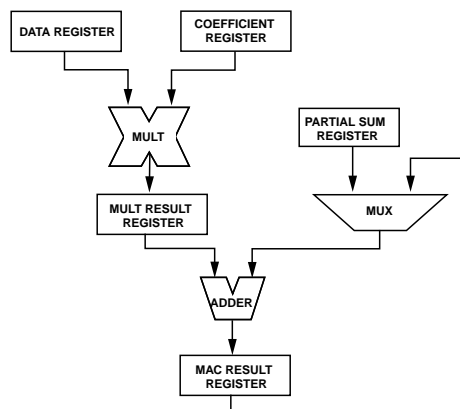 DATA REGISTER
COEFFICIENT
REGISTER
MULT
PARTIAL SUM
REGISTER
MULT RESULT
REGISTER
MUX
ADDER
MAC RESULT
REGISTER